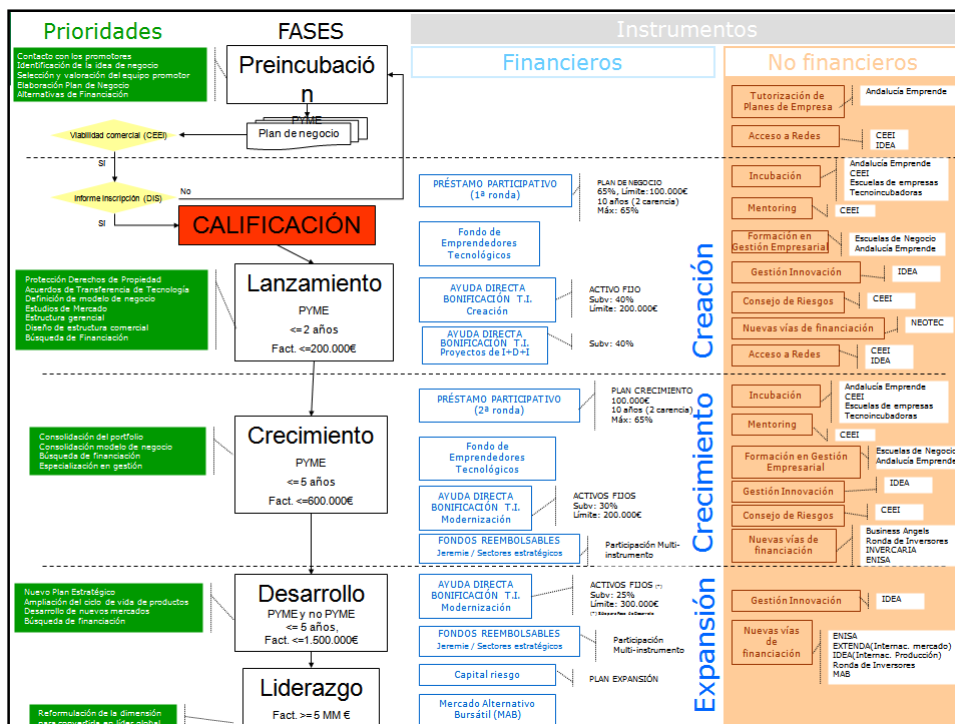 Prioridades
FASES
Instrumentos
Financieros
No financieros
Contacto con los promotores
Identificación de la idea de negocio
Selección y valoración del equipo promotor
Elaboración Plan de Negocio
Alternativas de Financiación
Preincubació
n
PYME
Plan de negocio
Viabilidad comercial (CEEI)
SI
Informe inscripción (DIS)
No
SI
CALIFICACIÓN
Tutorización de
Planes de Empresa
Andalucía Emprende
Acceso a Redes
CEEI
IDEA
Protección Derechos de Propiedad
Acuerdos de Transferencia de Tecnología
Definición de modelo de negocio
Estudios de Mercado
Estructura gerencial
Diseño de estructura comercial
Búsqueda de Financiación
Lanzamiento
PYME
<= 2 años
Fact. <=200.000€
PRÉSTAMO PARTICIPATIVO
(1ª ronda)
PLAN DE NEGOCIO
65%, Límite:100.000€
10 años (2 carencia)
Máx: 65%
Fondo de
Emprendedores
Tecnológicos
AYUDA DIRECTA
BONIFICACIÓN T.I.
Creación
ACTIVO FIJO
Subv: 40%
Límite: 200.000€
AYUDA DIRECTA
BONIFICACIÓN T.I.
Proyectos de I+D+I
Subv: 40%
Creación
Incubación
Andalucía Emprende
CEEI
Escuelas de empresas
Tecnoincubadoras
Mentoring
CEEI
Formación en
Gestión Empresarial
Escuelas de Negocio
Andalucía Emprende
Gestión Innovación
IDEA
Consejo de Riesgos
CEEI
Nuevas vías de financiación
NEOTEC
Acceso a Redes
CEEI
IDEA
Consolidación del portfolio
Consolidación modelo de negocio
Búsqueda de financiación
Especialización en gestión
Crecimiento
PYME
<= 5 años
Fact. <=600.000€
PRÉSTAMO PARTICIPATIVO
(2ª ronda)
PLAN CRECIMIENTO
100.000€
10 años (2 carencia)
Máx: 65%
Fondo de
Emprendedores
Tecnológicos
AYUDA DIRECTA
BONIFICACIÓN T.I.
Modernización
ACTIVOS FIJOS
Subv: 30%
Límite: 200.000€
FONDOS REEMBOLSABLES
Jeremie / Sectores estratégicos
Participación Multi-
instrumento
Crecimiento
Incubación
Andalucía Emprende
CEEI
Escuelas de empresas
Tecnoincubadoras
Mentoring
CEEI
Formación en Gestión
Empresarial
Escuelas de Negocio
Andalucía Emprende
Gestión Innovación
IDEA
Consejo de Riesgos
CEEI
Nuevas vías de
financiación
Business Angels
Ronda de Inversores
INVERCARIA
ENISA
Nuevo Plan Estratégico
Ampliación del ciclo de vida de productos
Desarrollo de nuevos mercados
Búsqueda de financiación
Desarrollo
PYME y no PYME
<= 5 años,
Fact. <=1.500.000€
AYUDA DIRECTA
BONIFICACIÓN T.I.
Modernización
ACTIVOS FIJOS (*)
Subv: 25%
Límite: 300.000€
FONDOS REEMBOLSABLES
Jeremie / Sectores estratégicos
Participación
Multi-instrumento
Capital riesgo
PLAN EXPANSIÓN
Mercado Alternativo
Bursátil (MAB)
Expansión
Gestión Innovación
IDEA
Nuevas vías
de
financiación
ENISA
EXTENDA(Internac. mercado)
IDEA(Internac. Producción)
Ronda de Inversores
MAB
Reformulación de la dimensión
para convertirla en líder global
Liderazgo
Fact. >= 5 MM €